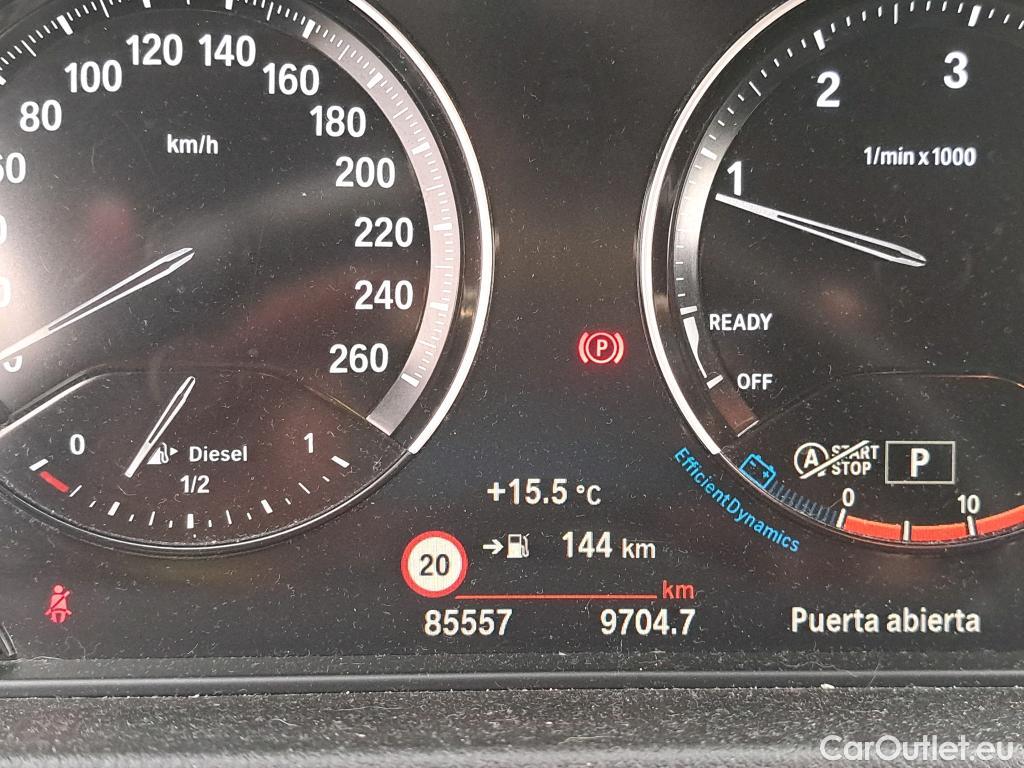 80
100
120
140
160
180
200
220
240
260
km/h
0
1
Diesel
1/2
1
2
3
1/min x 1000
READY
OFF
P
EfficientDynamics
A START
STOP
P
0
10
+15.5 °C
20
144 km
km
85557
9704.7
Puerta abierta
CarOutlet.eu